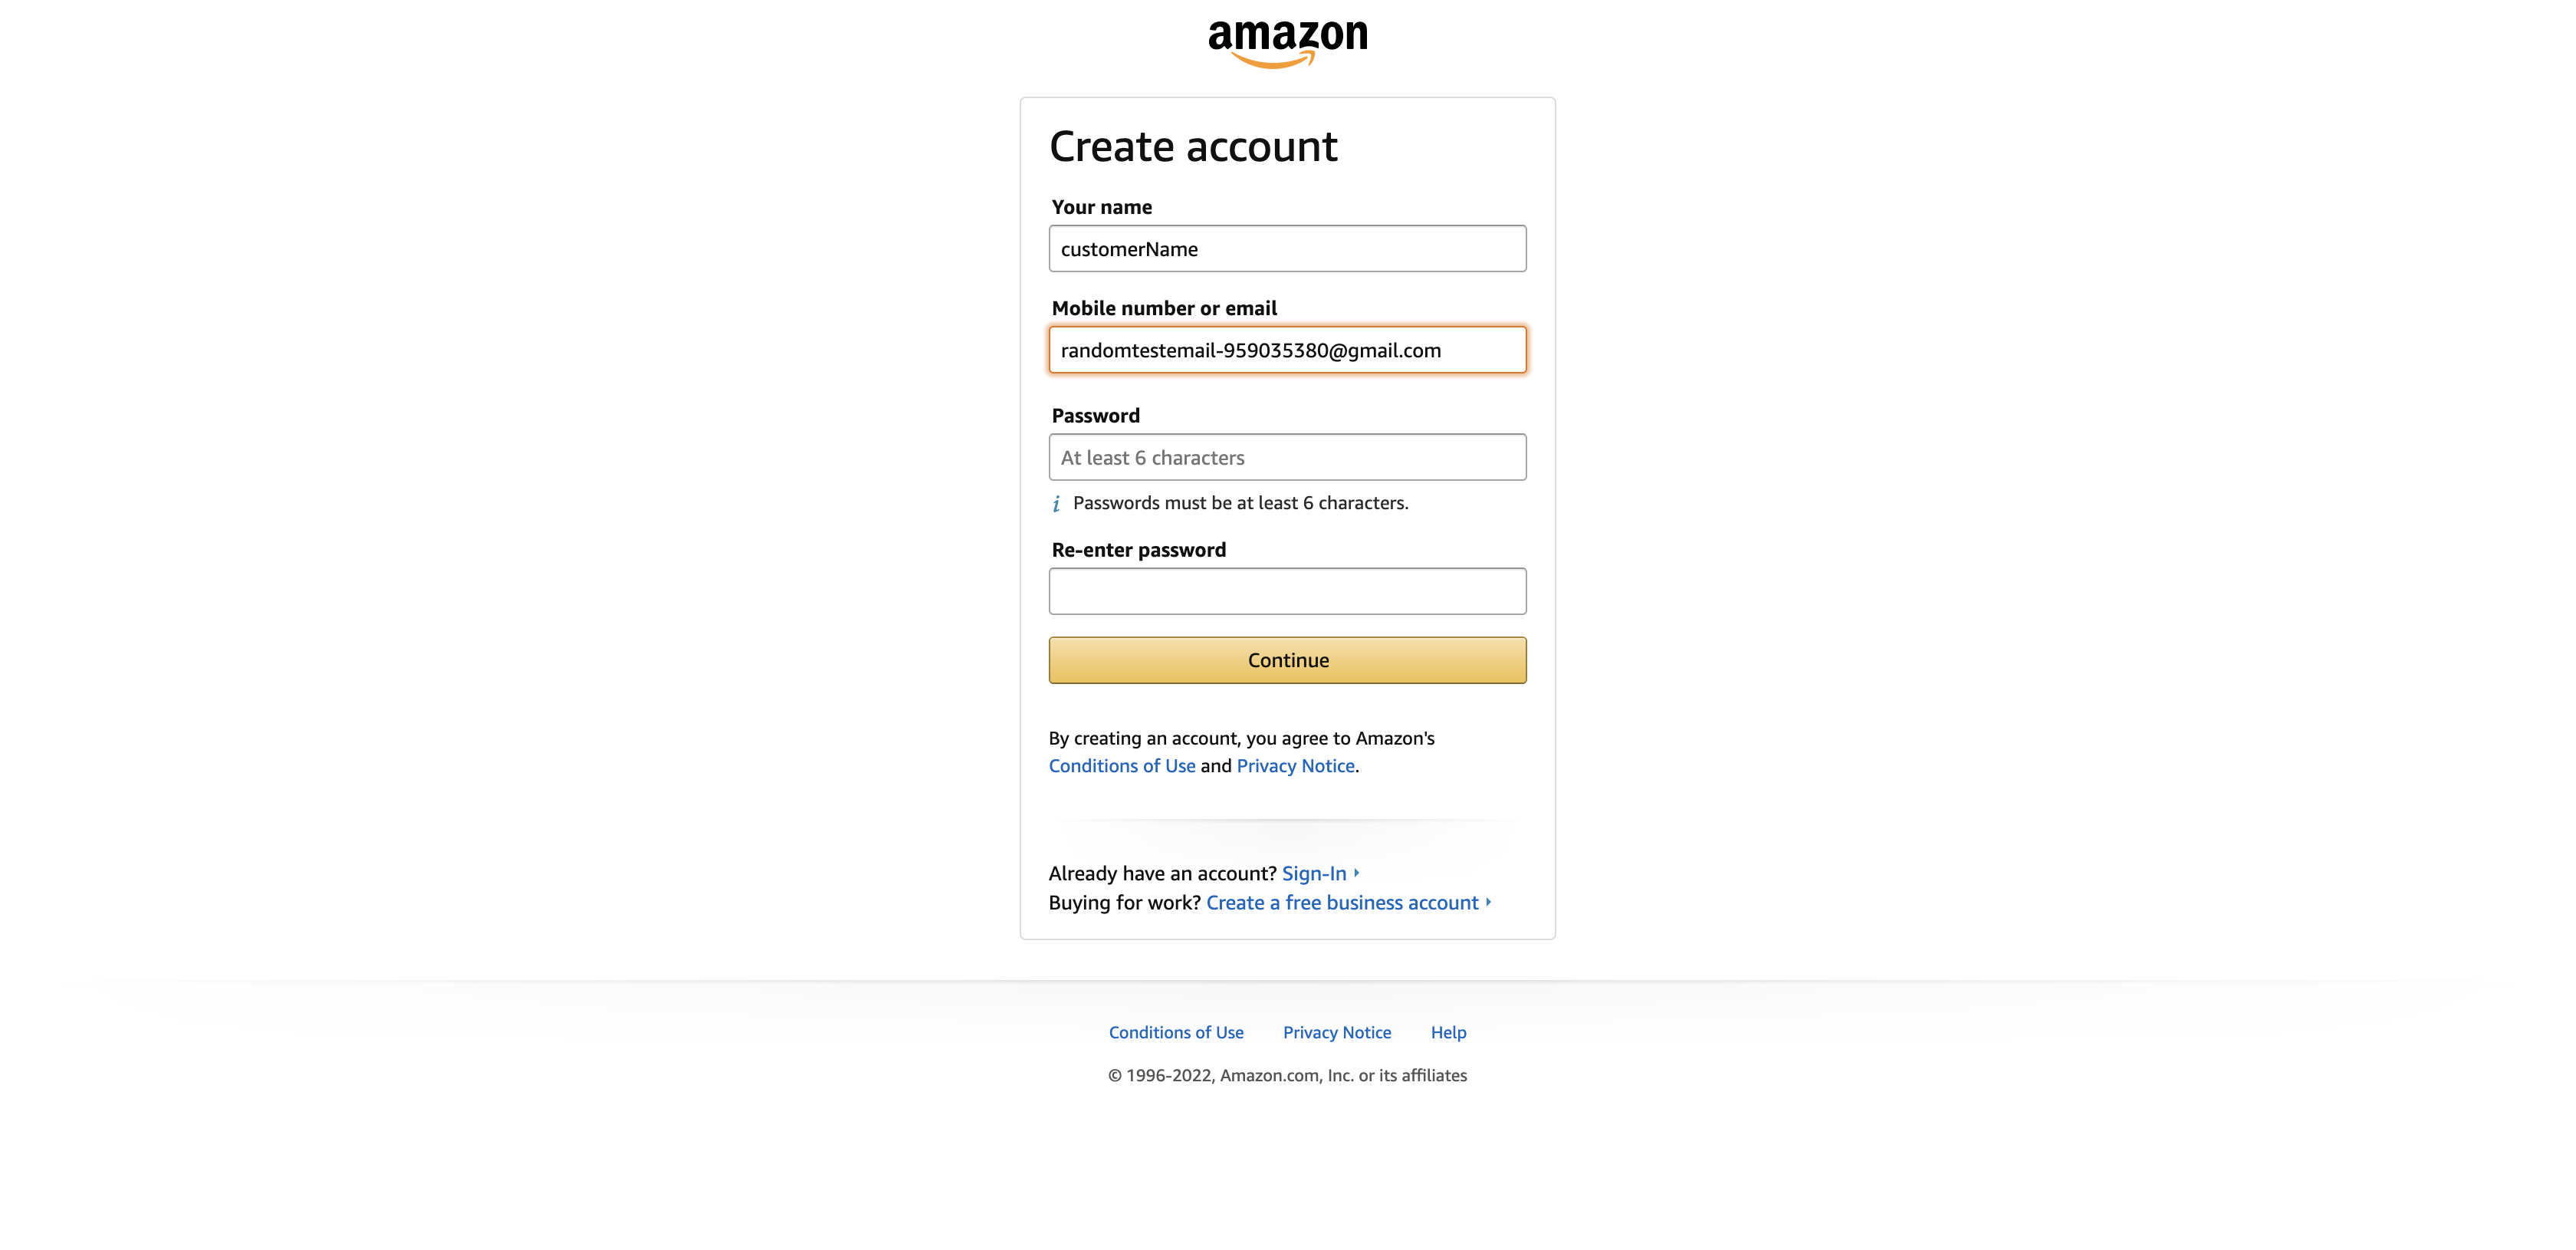 amazon
Create account
Your name
customerName
Mobile number or email
randomtestemail-959035380@gmail.com
Password
At least 6 characters
i Passwords must be at least 6 characters.
Re-enter password
Continue
By creating an account, you agree to Amazon's
Conditions of Use and Privacy Notice.
Already have an account? Sign-In
Buying for work? Create a free business account
Conditions of Use Privacy Notice Help
© 1996-2022, Amazon.com, Inc. or its affiliates